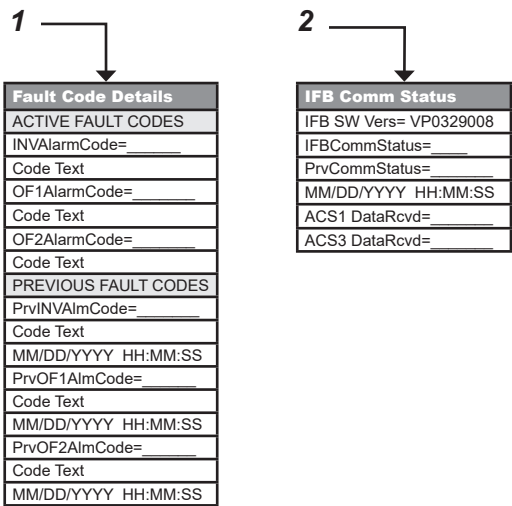 1
Fault Code Details
ACTIVE FAULT CODES
INVAlarmCode=______
Code Text
OF1AlarmCode=______
Code Text
OF2AlarmCode=______
Code Text
PREVIOUS FAULT CODES
PrvINVAlmCode=_______
Code Text
MM/DD/YYYY HH:MM:SS
PrvOF1AlmCode=______
Code Text
MM/DD/YYYY HH:MM:SS
PrvOF2AlmCode=______
Code Text
MM/DD/YYYY HH:MM:SS
2
IFB Comm Status
IFB SW Vers= VP0329008
IFBCommStatus=____
PrvCommStatus=_______
MM/DD/YYYY HH:MM:SS
ACS1 DataRcvd=_______
ACS3 DataRcvd=_______